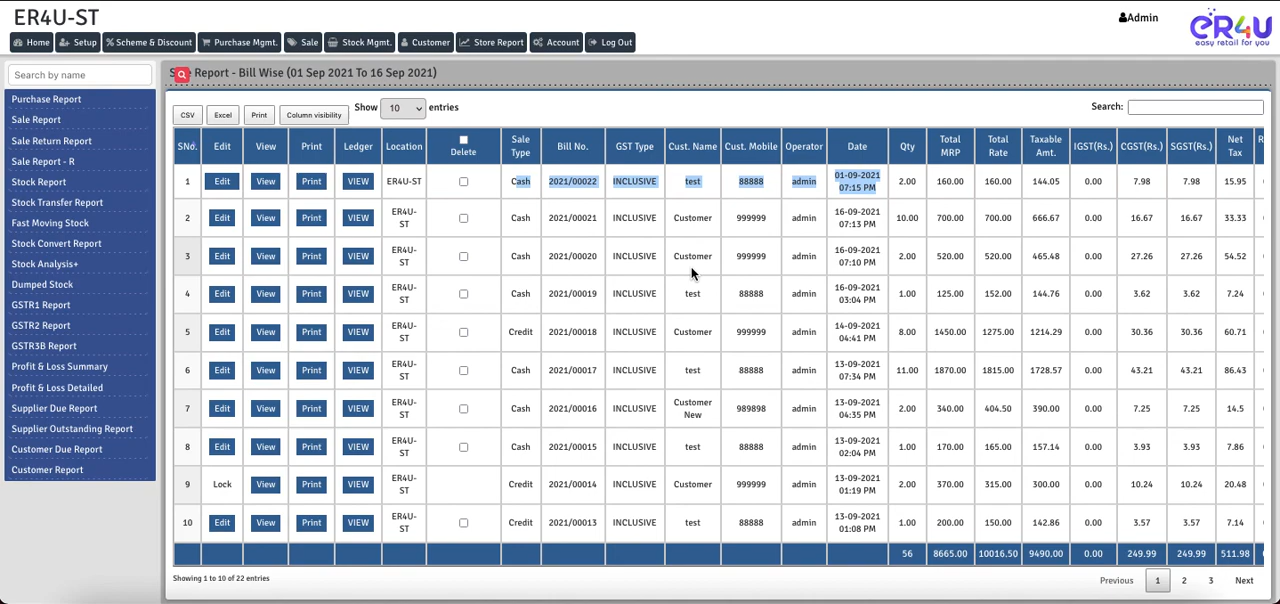 ER4U-ST
Admin
ER4U
easy retail for you
Home Setup Scheme & Discount Purchase Mgmt. Sale Stock Mgmt. Customer Store Report Account Log Out
Search by name
Purchase Report
Sale Report
Sale Return Report
Sale Report - R
Stock Report
Stock Transfer Report
Fast Moving Stock
Stock Convert Report
Stock Analysis+
Dumped Stock
GSTR1 Report
GSTR2 Report
GSTR3B Report
Profit & Loss Summary
Profit & Loss Detailed
Supplier Due Report
Supplier Outstanding Report
Customer Due Report
Customer Report
Report - Bill Wise (01 Sep 2021 To 16 Sep 2021)
CSV Excel Print Column visibility Show 10 entries Search:
SNo. Edit View Print Ledger Location Delete Sale Type Bill No. GST Type Cust. Name Cust. Mobile Operator Date Qty Total MRP Total Rate Taxable Amt. IGST(Rs.) CGST(Rs.) SGST(Rs.) Net Tax
1 Edit View Print VIEW ER4U-ST Cash 2021/00022 INCLUSIVE test 88888 admin 01-09-2021 07:15 PM 2.00 160.00 160.00 144.05 0.00 7.98 7.98 15.95
2 Edit View Print VIEW ER4U-ST Cash 2021/00021 INCLUSIVE Customer 999999 admin 16-09-2021 07:13 PM 10.00 700.00 700.00 666.67 0.00 16.67 16.67 33.33
3 Edit View Print VIEW ER4U-ST Cash 2021/00020 INCLUSIVE Customer 999999 admin 16-09-2021 07:10 PM 2.00 520.00 520.00 465.48 0.00 27.26 27.26 54.52
4 Edit View Print VIEW ER4U-ST Cash 2021/00019 INCLUSIVE test 88888 admin 16-09-2021 03:04 PM 1.00 125.00 152.00 144.76 0.00 3.62 3.62 7.24
5 Edit View Print VIEW ER4U-ST Credit 2021/00018 INCLUSIVE Customer 999999 admin 14-09-2021 04:41 PM 8.00 1450.00 1275.00 1214.29 0.00 30.36 30.36 60.71
6 Edit View Print VIEW ER4U-ST Cash 2021/00017 INCLUSIVE test 88888 admin 13-09-2021 07:34 PM 11.00 1870.00 1815.00 1728.57 0.00 43.21 43.21 86.43
7 Edit View Print VIEW ER4U-ST Cash 2021/00016 INCLUSIVE Customer New 989898 admin 13-09-2021 04:35 PM 2.00 340.00 404.50 390.00 0.00 7.25 7.25 14.5
8 Edit View Print VIEW ER4U-ST Cash 2021/00015 INCLUSIVE test 88888 admin 13-09-2021 02:04 PM 1.00 170.00 165.00 157.14 0.00 3.93 3.93 7.86
9 Lock View Print VIEW ER4U-ST Credit 2021/00014 INCLUSIVE Customer 999999 admin 13-09-2021 01:19 PM 2.00 370.00 315.00 300.00 0.00 10.24 10.24 20.48
10 Edit View Print VIEW ER4U-ST Credit 2021/00013 INCLUSIVE test 88888 admin 13-09-2021 01:08 PM 1.00 200.00 150.00 142.86 0.00 3.57 3.57 7.14
56 8665.00 10016.50 9490.00 0.00 249.99 249.99 511.98
Showing 1 to 10 of 22 entries
Previous 1 2 3 Next